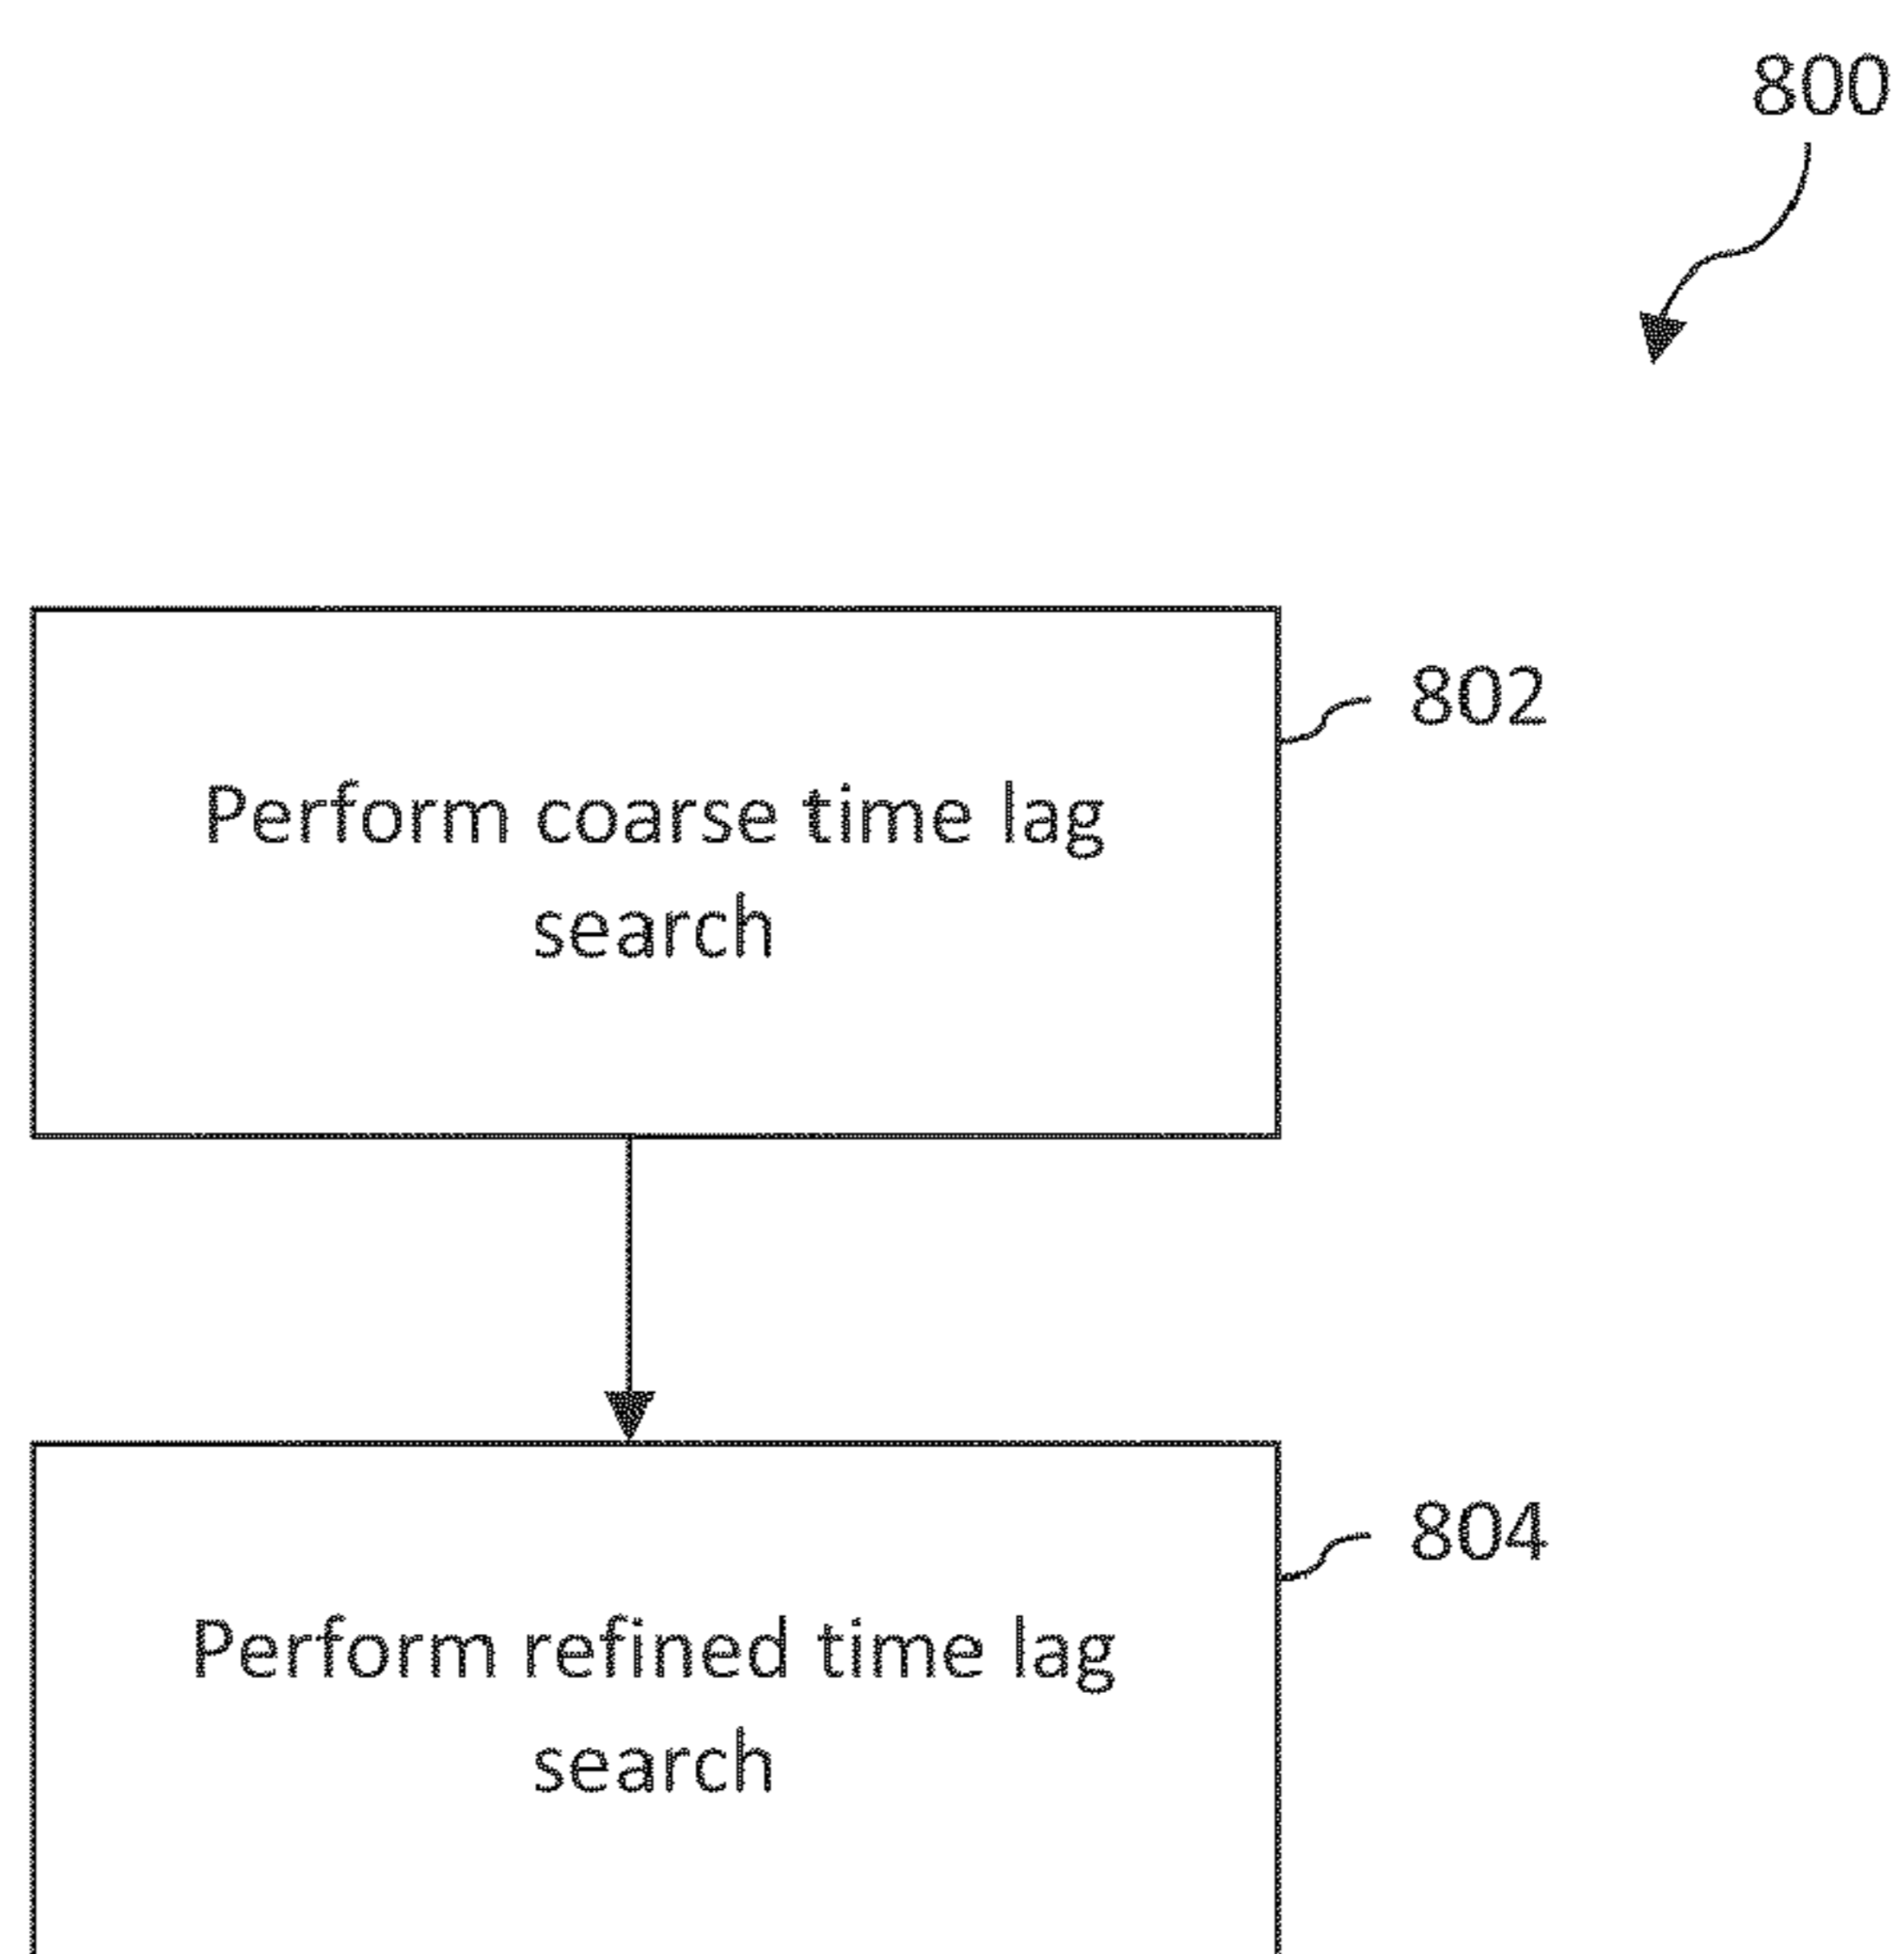 800
802
Perform coarse time lag
search
804
Perform refined time lag
search